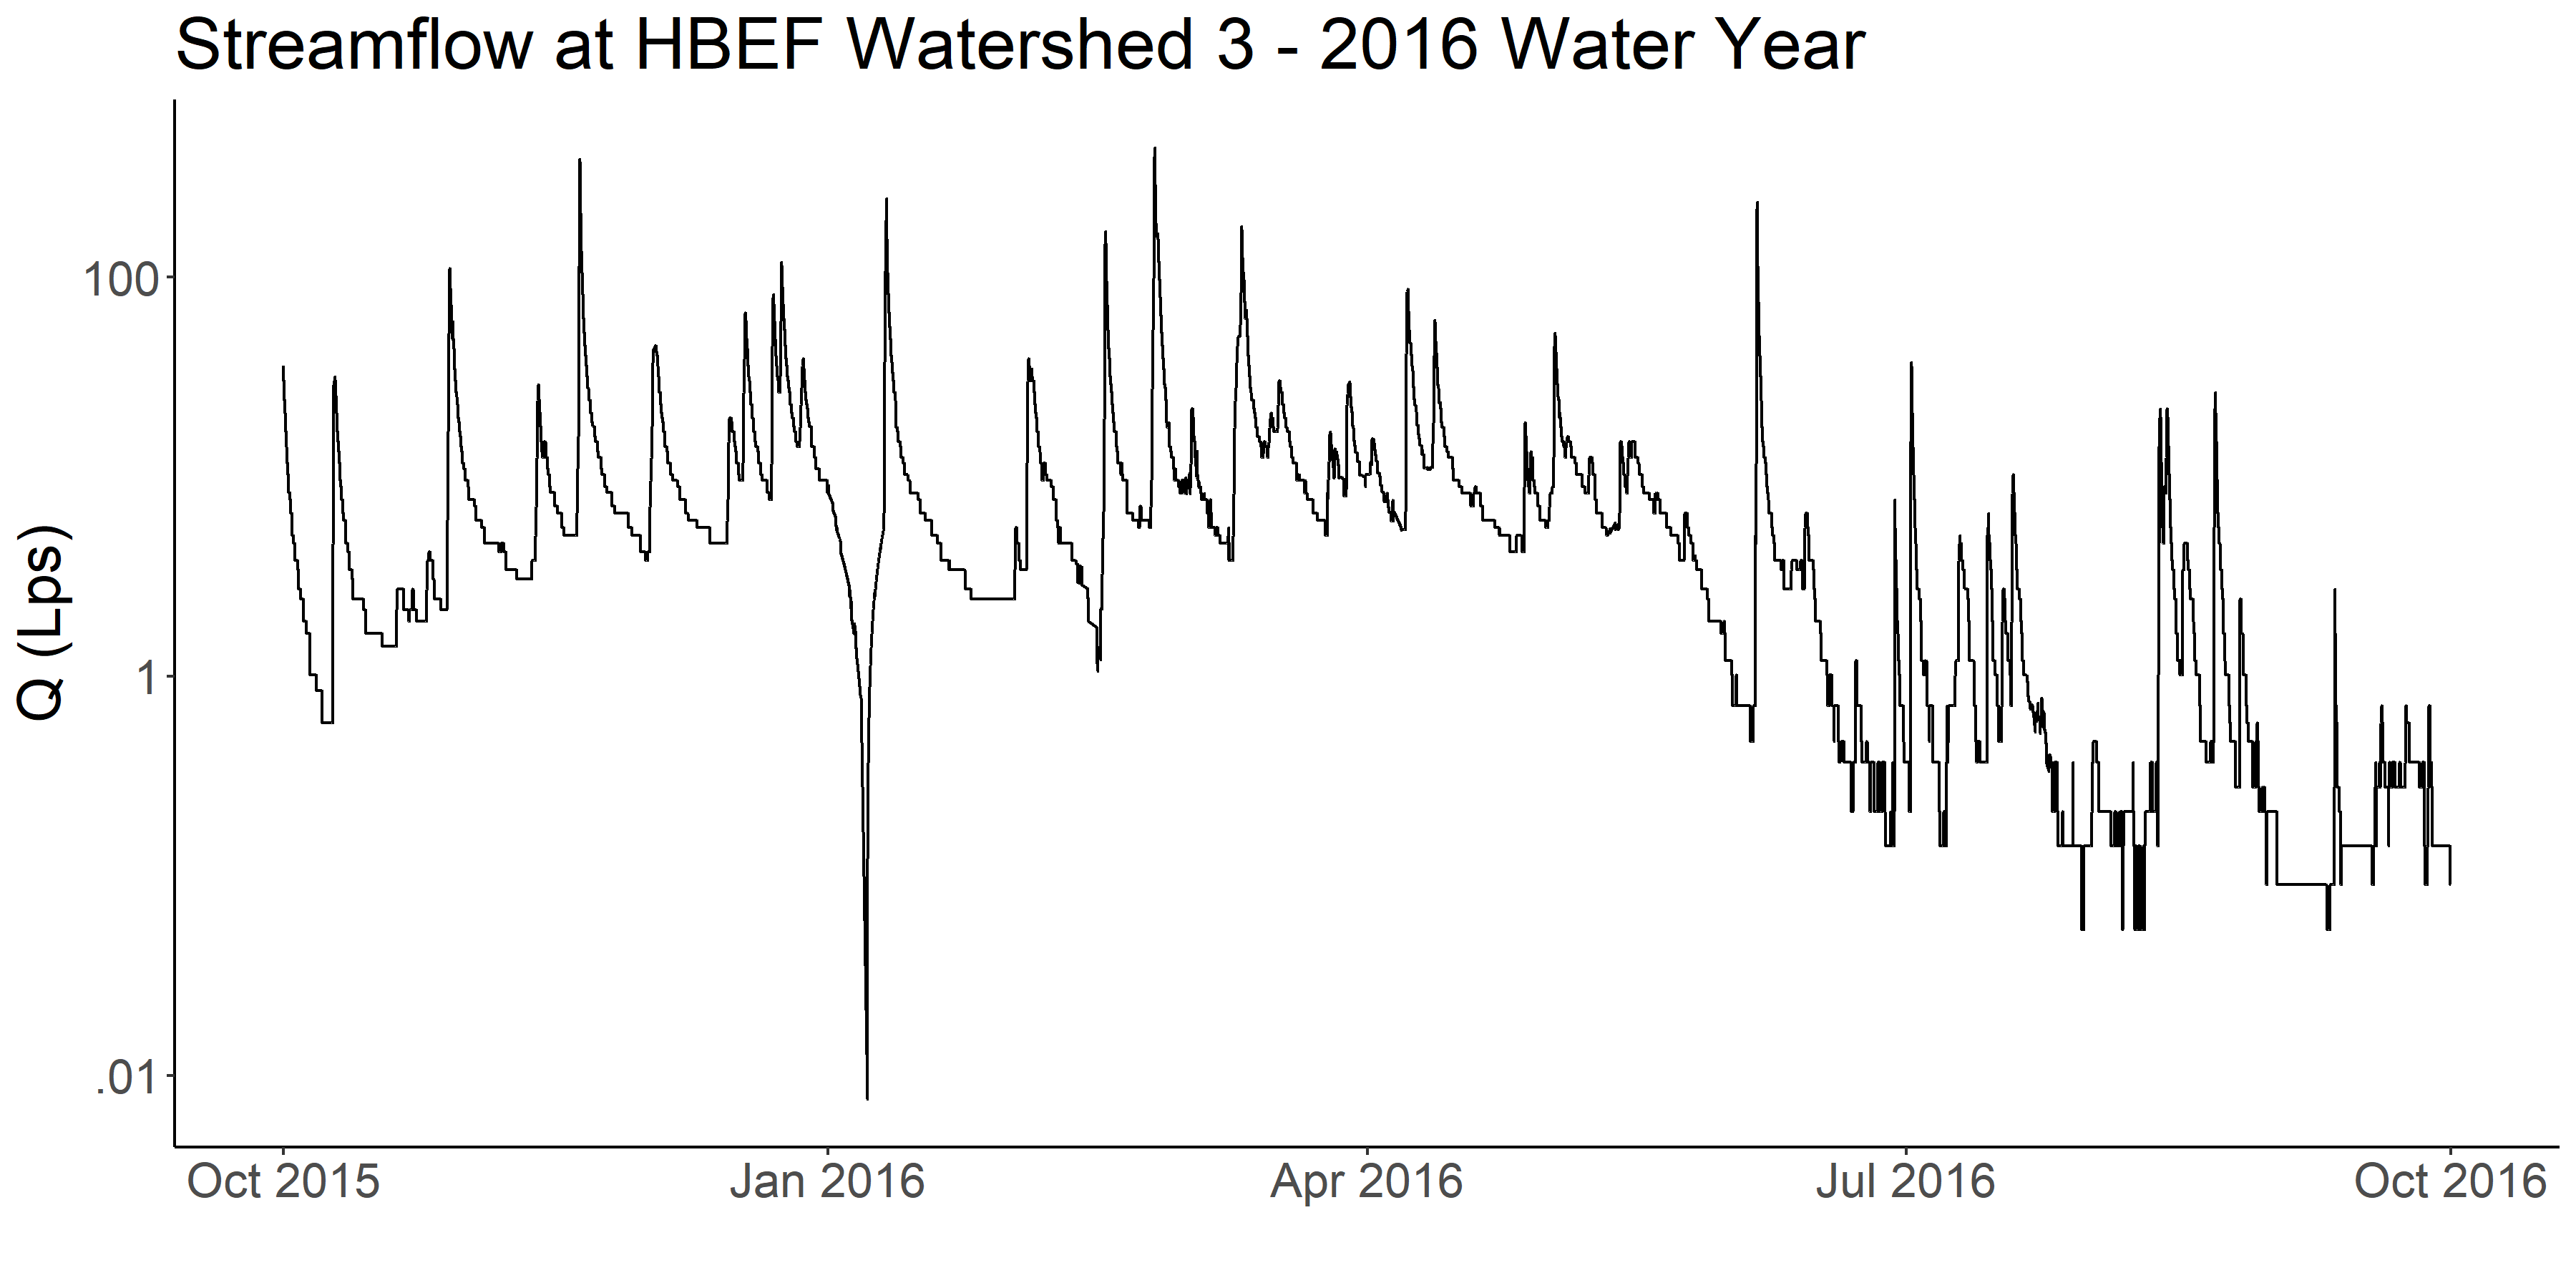 Streamflow at HBEF Watershed 3 - 2016 Water Year
Q (Lps)
100
1
.01
Oct 2015
Jan 2016
Apr 2016
Jul 2016
Oct 2016